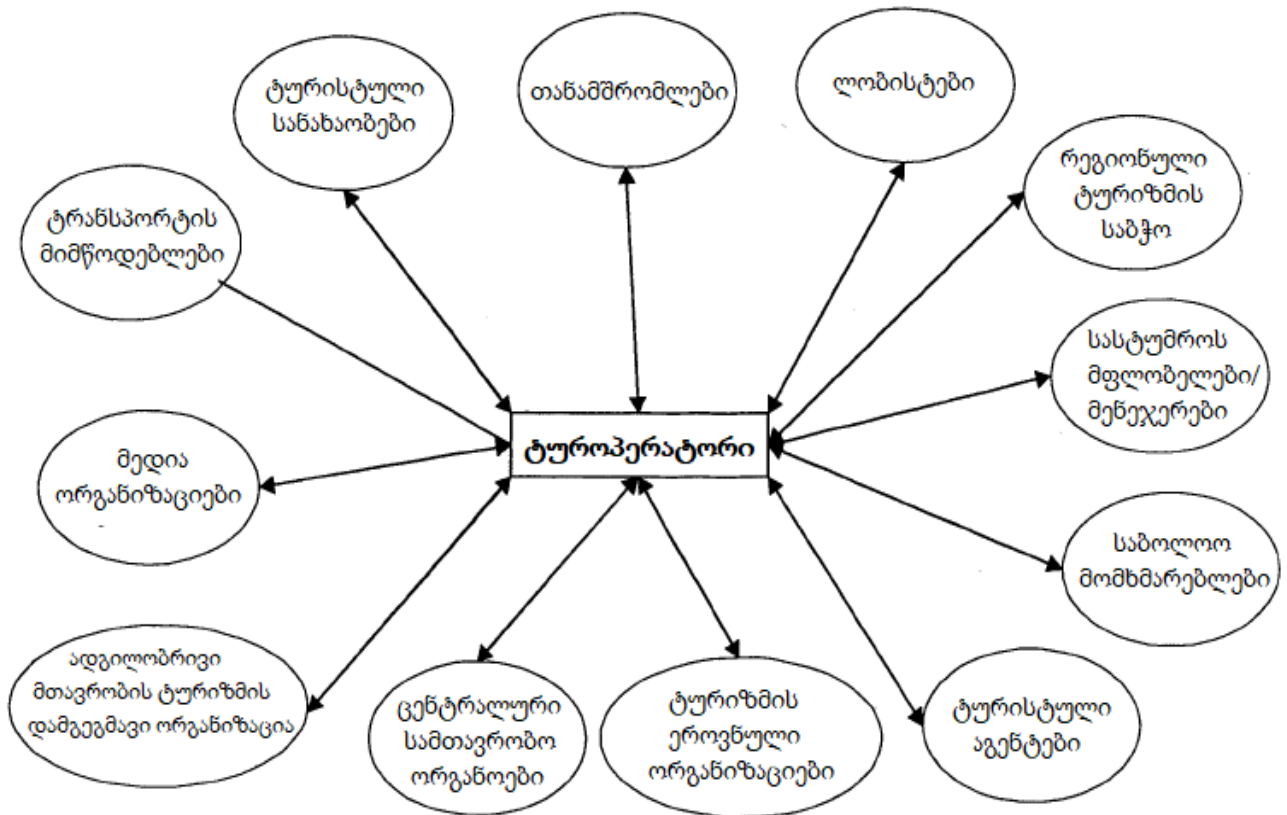 ტურისტული
სანახაობები
თანამშრომლები
ლობისტები
რეგიონული
ტურიზმის
საბჭო
ტრანსპორტის
მიმწოდებლები
სასტუმროს
მფლობელები/
მენეჯერები
ტუროპერატორი
მედია
ორგანიზაციები
საბოლოო
მომხმარებლები
ადგილობრივი
მთავრობის ტურიზმის
დამგეგმავი ორგანიზაცია
ცენტრალური
სამთავრობო
ორგანოები
ტურიზმის
ეროვნული
ორგანიზაციები
ტურისტული
აგენტები